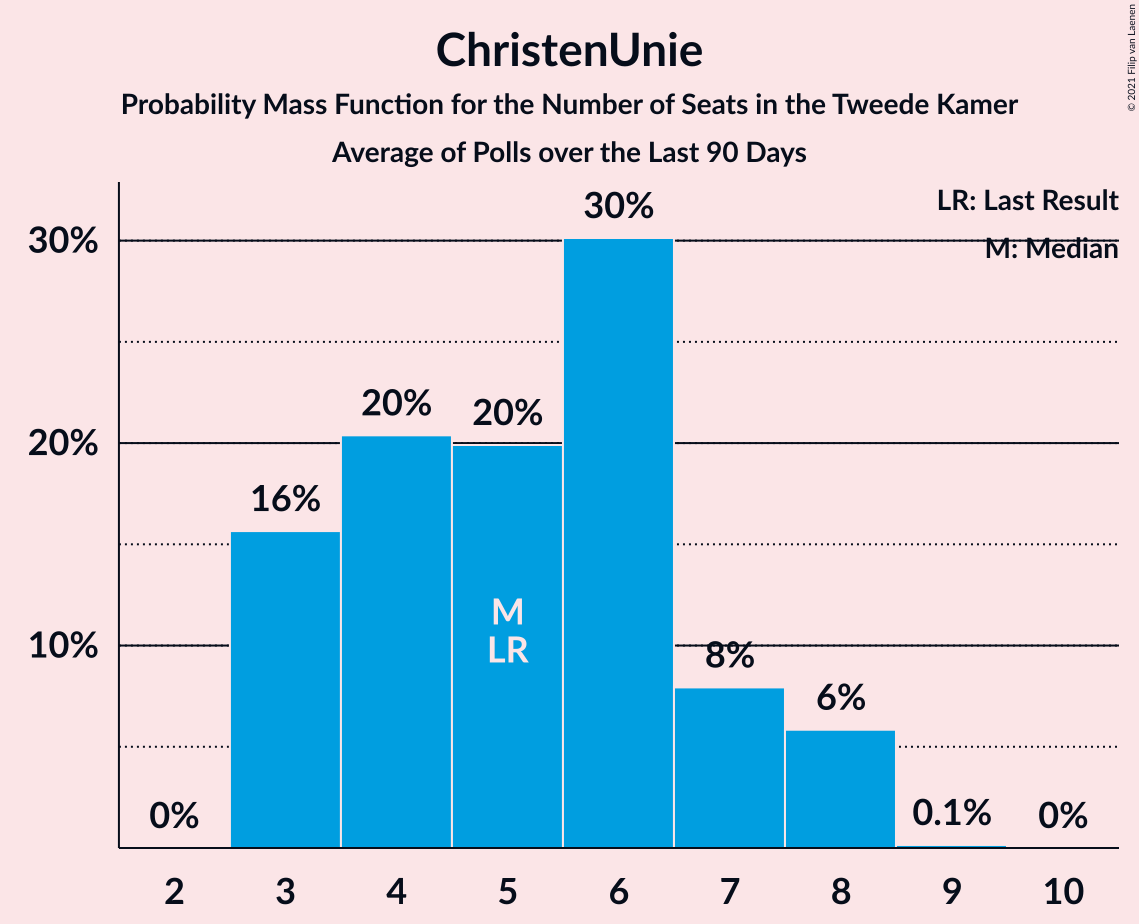 ChristenUnie
Probability Mass Function for the Number of Seats in the Tweede Kamer
Average of Polls over the Last 90 Days
© 2021 Filip van Laenen
LR: Last Result
M: Median
30%
20%
10%
0%
16%
20%
20%
30%
8%
6%
0.1%
0%
M
LR
2 3 4 5 6 7 8 9 10